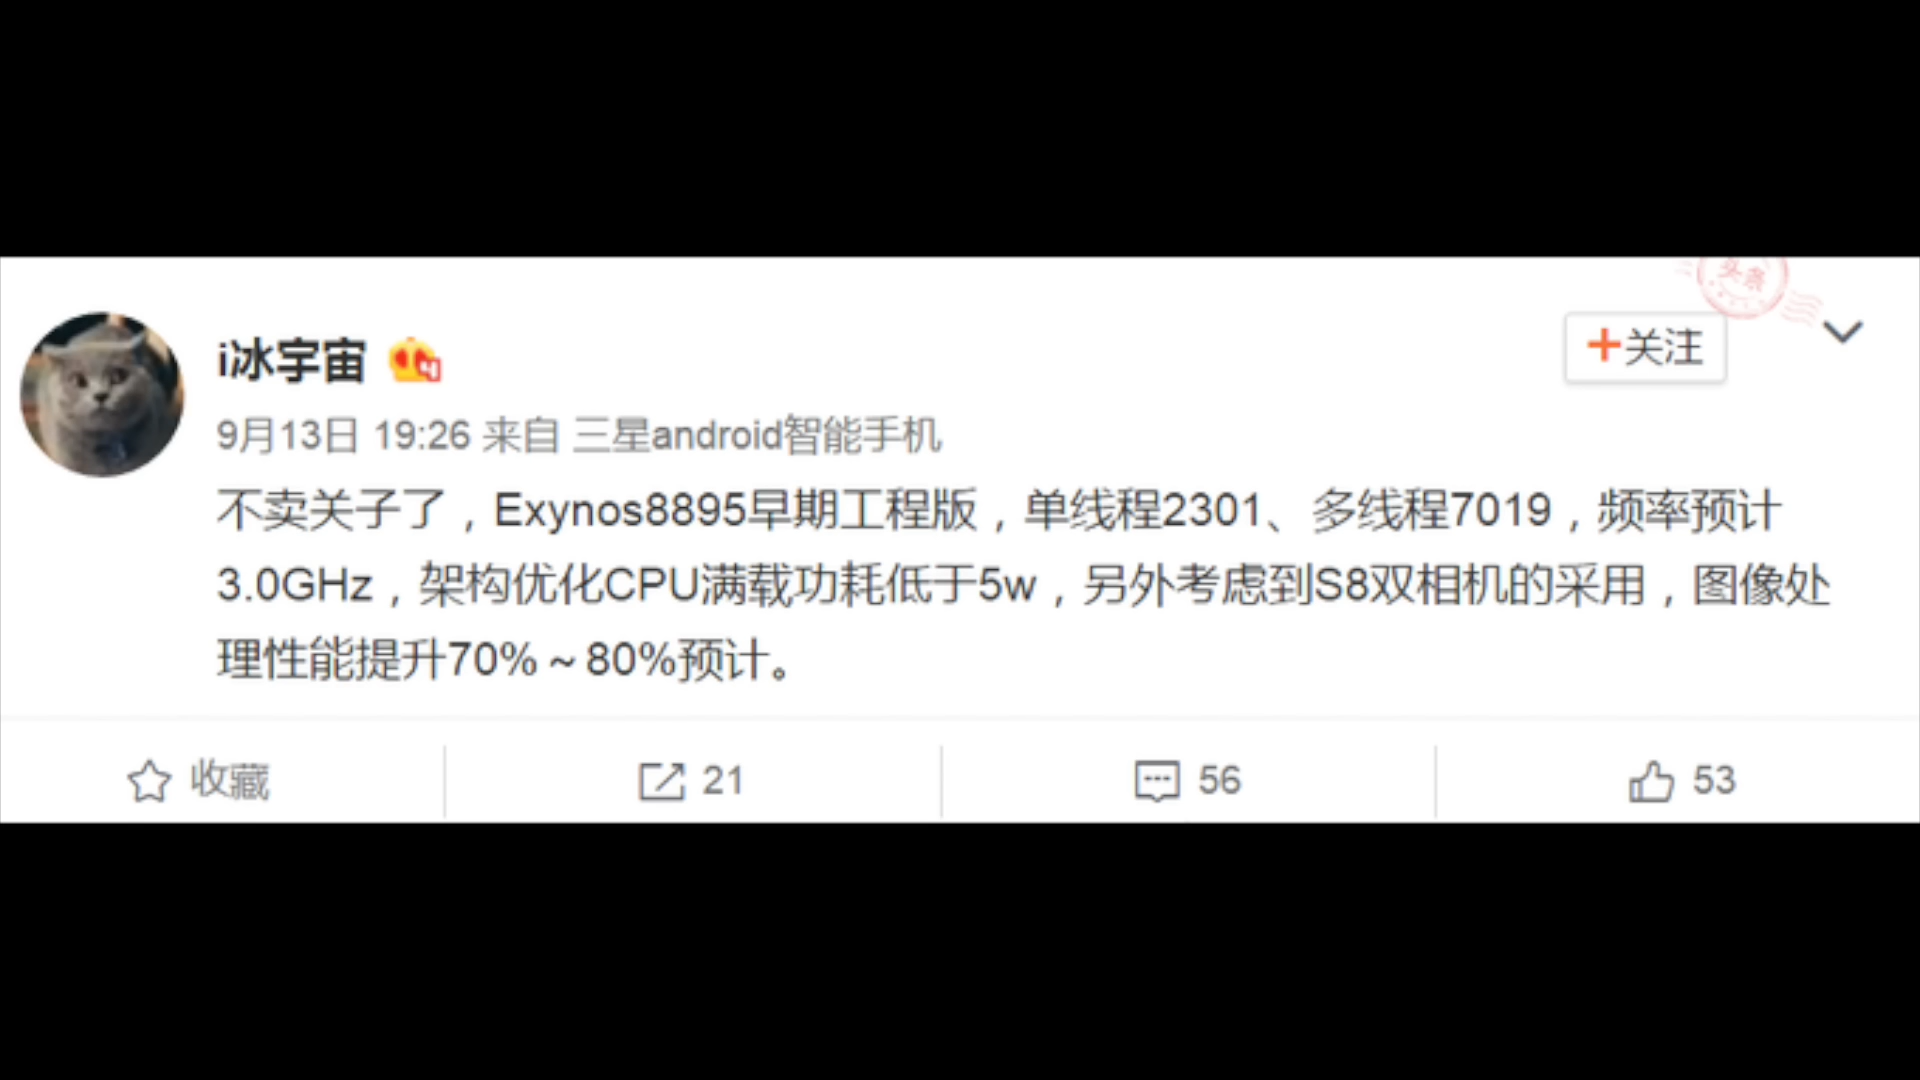 头条
i冰宇宙
+关注
9月13日 19:26 来自 三星android智能手机
不卖关子了，Exynos8895早期工程版，单线程2301、多线程7019，频率预计
3.0GHz，架构优化CPU满载功耗低于5w，另外考虑到S8双相机的采用，图像处
理性能提升70%～80%预计。
收藏
21
56
53